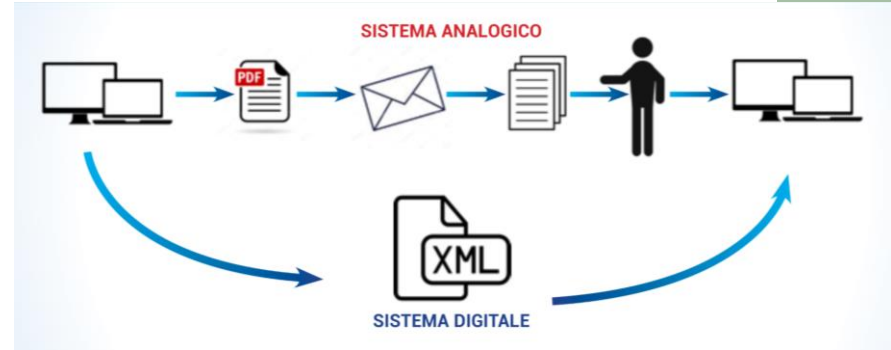 SISTEMA ANALOGICO
PDF
XML
SISTEMA DIGITALE